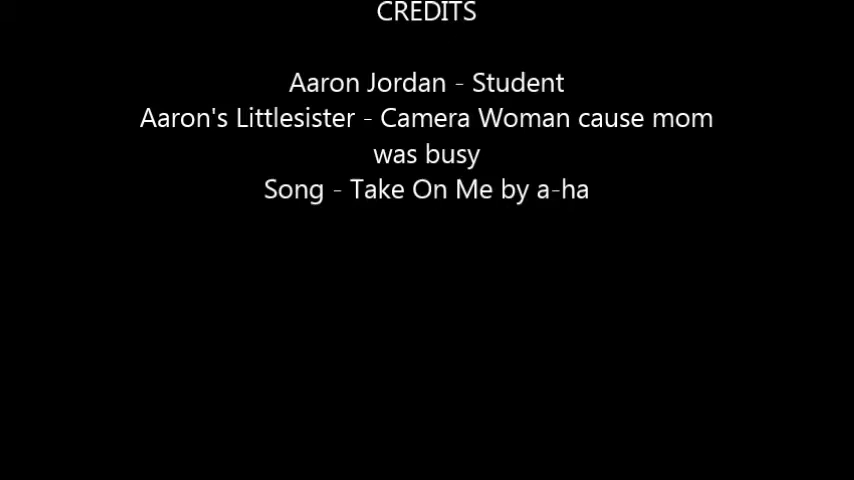 CREDITS
Aaron Jordan - Student
Aaron's Littlesister - Camera Woman cause mom
was busy
Song - Take On Me by a-ha